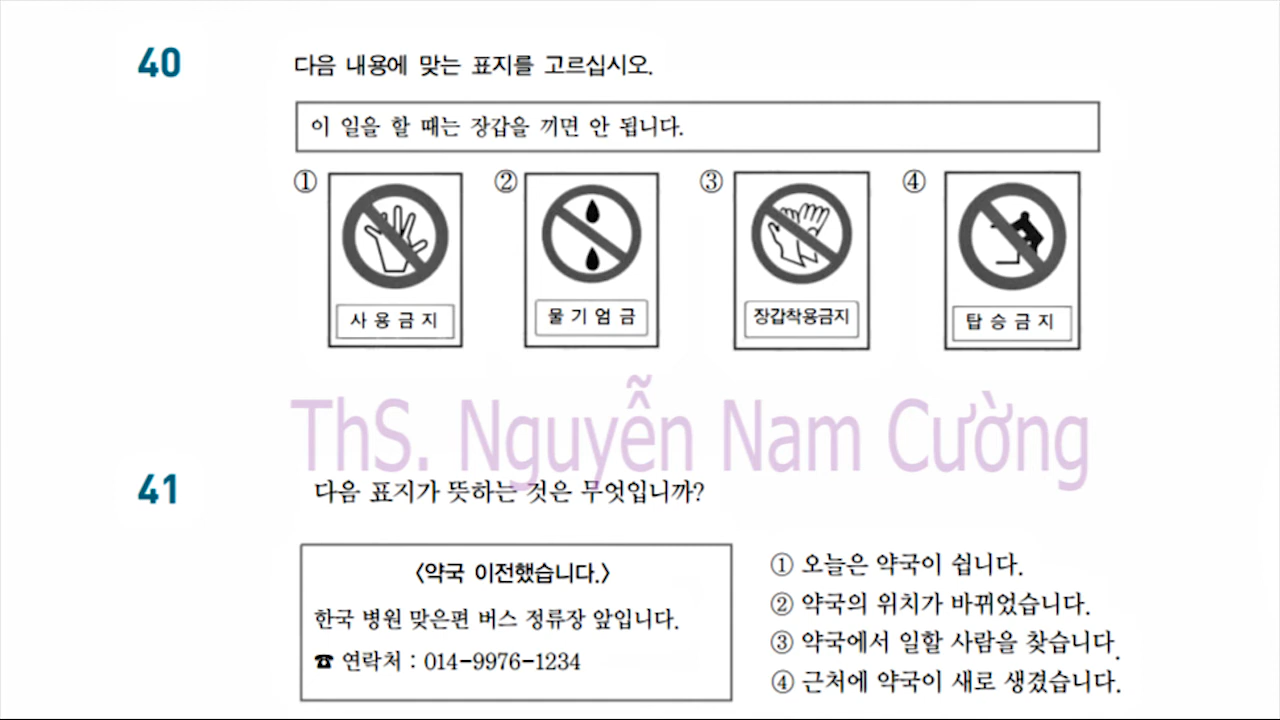 40
다음 내용에 맞는 표지를 고르십시오.
이 일을 할 때는 장갑을 끼면 안 됩니다.
① ② ③ ④
사용금지 물기엄금 장갑착용금지 탑승금지
ThS. Nguyễn Nam Cường
41
다음 표지가 뜻하는 것은 무엇입니까?
〈약국 이전했습니다.〉
한국 병원 맞은편 버스 정류장 앞입니다.
☎ 연락처 : 014-9976-1234
① 오늘은 약국이 쉽니다.
② 약국의 위치가 바뀌었습니다.
③ 약국에서 일할 사람을 찾습니다.
④ 근처에 약국이 새로 생겼습니다.